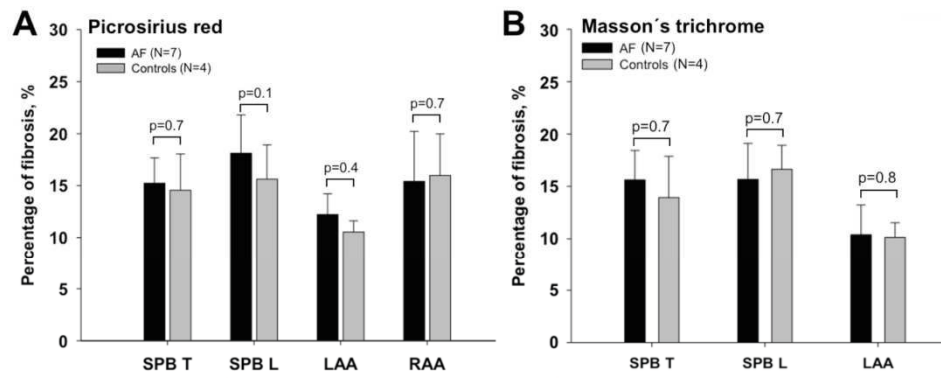 A Picrosirius red
AF (N=7)
Controls (N=4)
Percentage of fibrosis, %
30
25
20
15
10
5
0
p=0.7
p=0.1
p=0.4
p=0.7
SPB T SPB L LAA RAA
B Masson´s trichrome
AF (N=7)
Controls (N=4)
Percentage of fibrosis, %
30
25
20
15
10
5
0
p=0.7
p=0.7
p=0.8
SPB T SPB L LAA